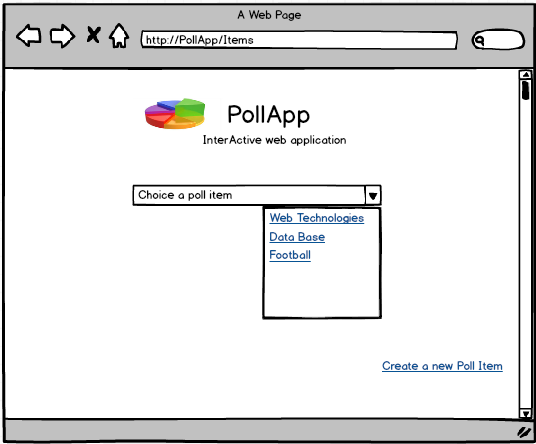 A Web Page
http://PollApp/Items
PollApp
InterActive web application
Choice a poll item
Web Technologies
Data Base
Football
Create a new Poll Item